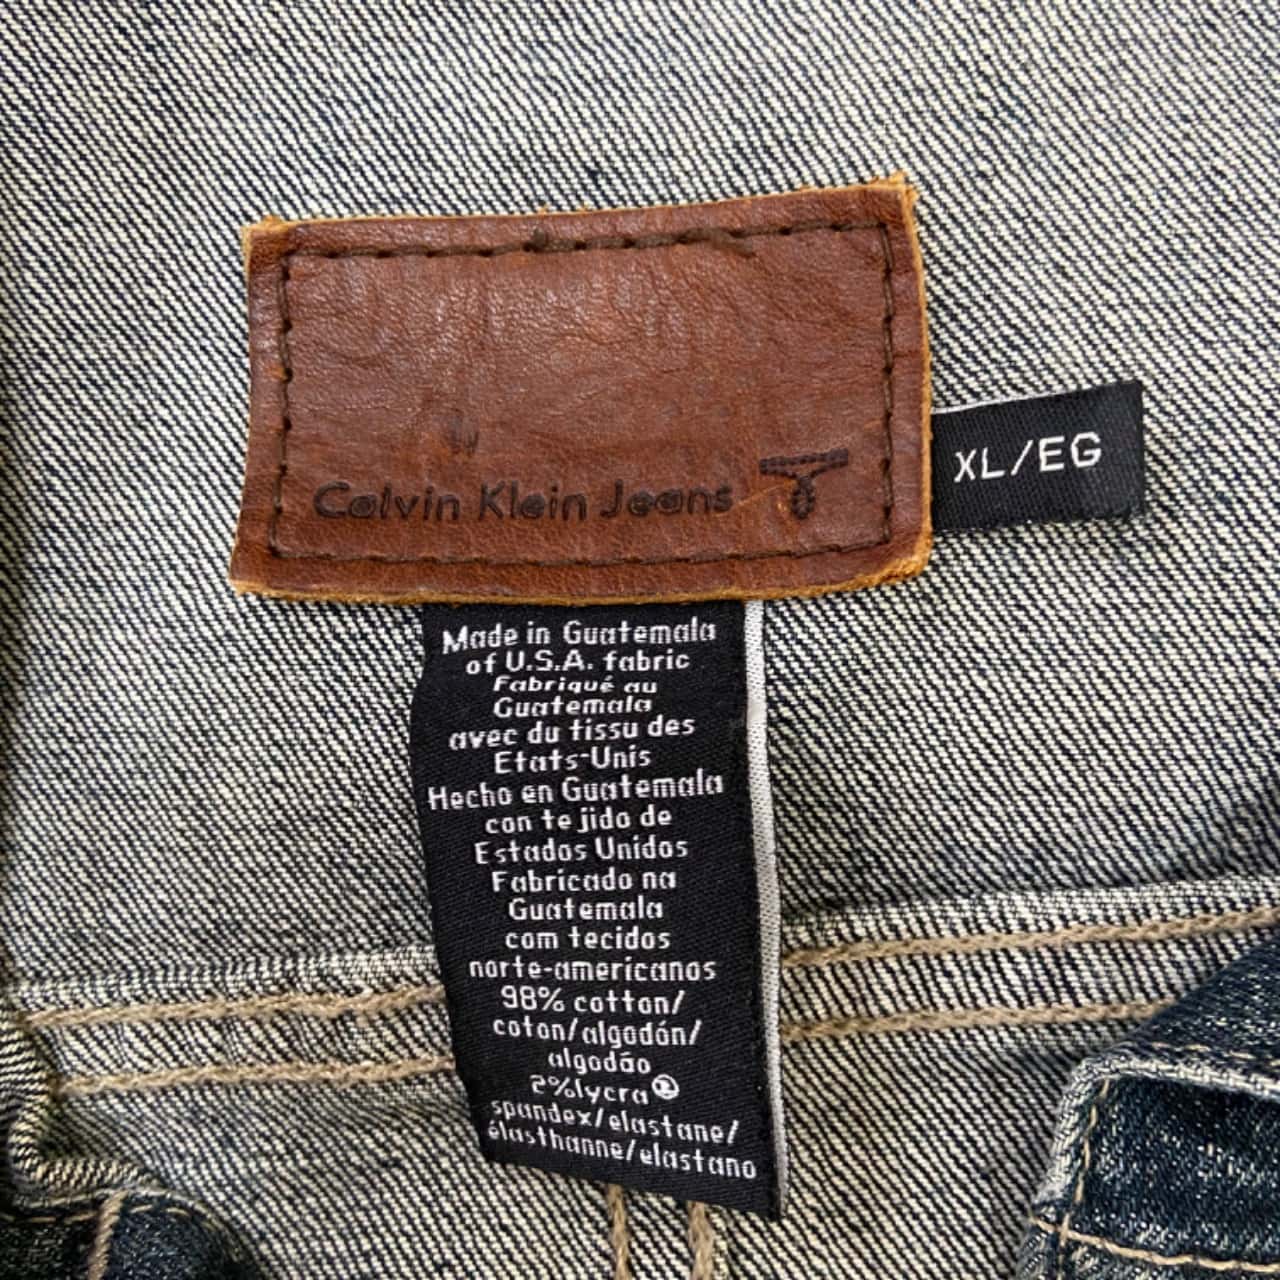 Calvin Klein Jeans
XL/EG
Made in Guatemala
of U.S.A. fabric
Fabriqué au
Guatemala
avec du tissu des
Etats-Unis
Hecho en Guatemala
con tejido de
Estados Unidos
Fabricado na
Guatemala
com tecidos
norte-americanos
98% cotton/
coton/algodón/
algodão
2%lycra®
spandex/elastane/
élasthanne/elastano